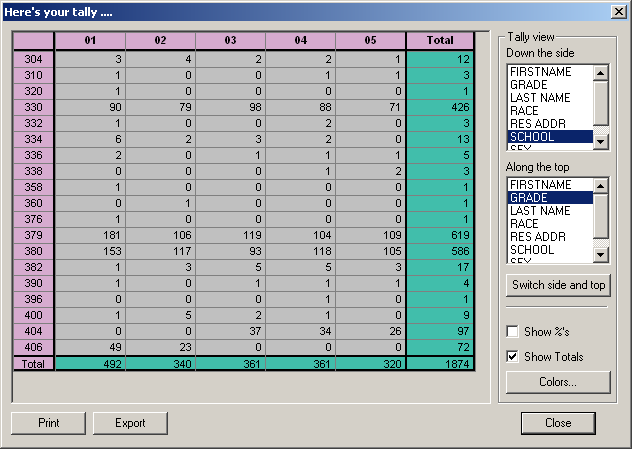 Here's your tally ....
01 02 03 04 05 Total
304 3 4 2 2 1 12
310 1 0 0 1 1 3
320 1 0 0 0 0 1
330 90 79 98 88 71 426
332 1 0 0 2 0 3
334 6 2 3 2 0 13
336 2 0 1 1 1 5
338 0 0 0 1 2 3
358 1 0 0 0 0 1
360 0 1 0 0 0 1
376 1 0 0 0 0 1
379 181 106 119 104 109 619
380 153 117 93 118 105 586
382 1 3 5 5 3 17
390 1 0 1 1 1 4
396 0 0 0 1 0 1
400 1 5 2 1 0 9
404 0 0 37 34 26 97
406 49 23 0 0 0 72
Total 492 340 361 361 320 1874
Tally view
Down the side
FIRSTNAME
GRADE
LAST NAME
RACE
RES ADDR
SCHOOL
SEX
Along the top
FIRSTNAME
GRADE
LAST NAME
RACE
RES ADDR
SCHOOL
SEX
Switch side and top
Show %'s
Show Totals
Colors...
Print
Export
Close